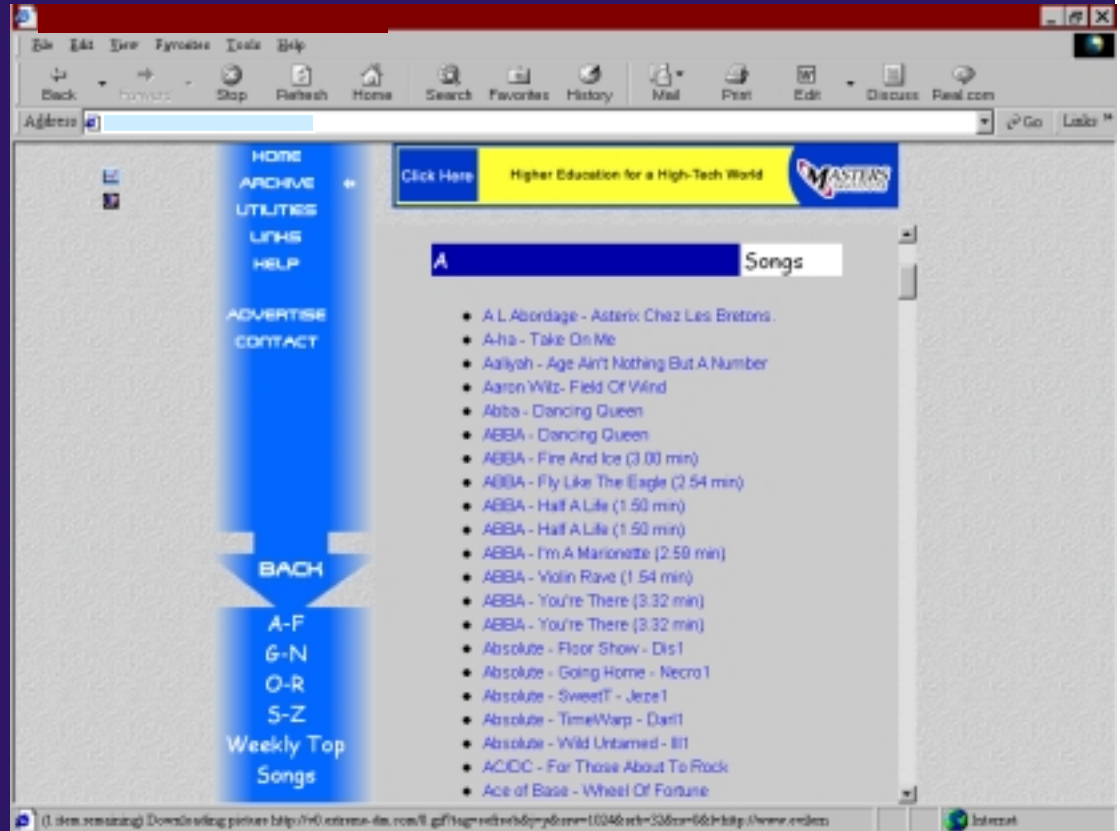 File Edit View Favorites Tools Help
Back Forward Stop Refresh Home Search Favorites History Mail Print Edit Discuss Real.com
Address Go Links »
HOME
ARCHIVE
UTILITIES
LINKS
HELP
ADVERTISE
CONTACT
BACK
A-F
G-N
O-R
S-Z
Weekly Top
Songs
Click Here Higher Education for a High-Tech World MASTERS
A Songs
A L Abordage - Asterix Chez Les Bretons.
A-ha - Take On Me
Aaliyah - Age Ain't Nothing But A Number
Aaron Wilz- Field Of Wind
Abba - Dancing Queen
ABBA - Dancing Queen
ABBA - Fire And Ice (3.00 min)
ABBA - Fly Like The Eagle (2.54 min)
ABBA - Half A Life (1.50 min)
ABBA - Half A Life (1.50 min)
ABBA - I'm A Marionette (2.59 min)
ABBA - Violin Rave (1.54 min)
ABBA - You're There (3.32 min)
ABBA - You're There (3.32 min)
Absolute - Floor Show - Dis1
Absolute - Going Home - Necro1
Absolute - SweetT - Jeze1
Absolute - TimeWarp - Darl1
Absolute - Wild Untamed - Ill1
AC/DC - For Those About To Rock
Ace of Base - Wheel Of Fortune
(1 item remaining) Downloading picture Internet